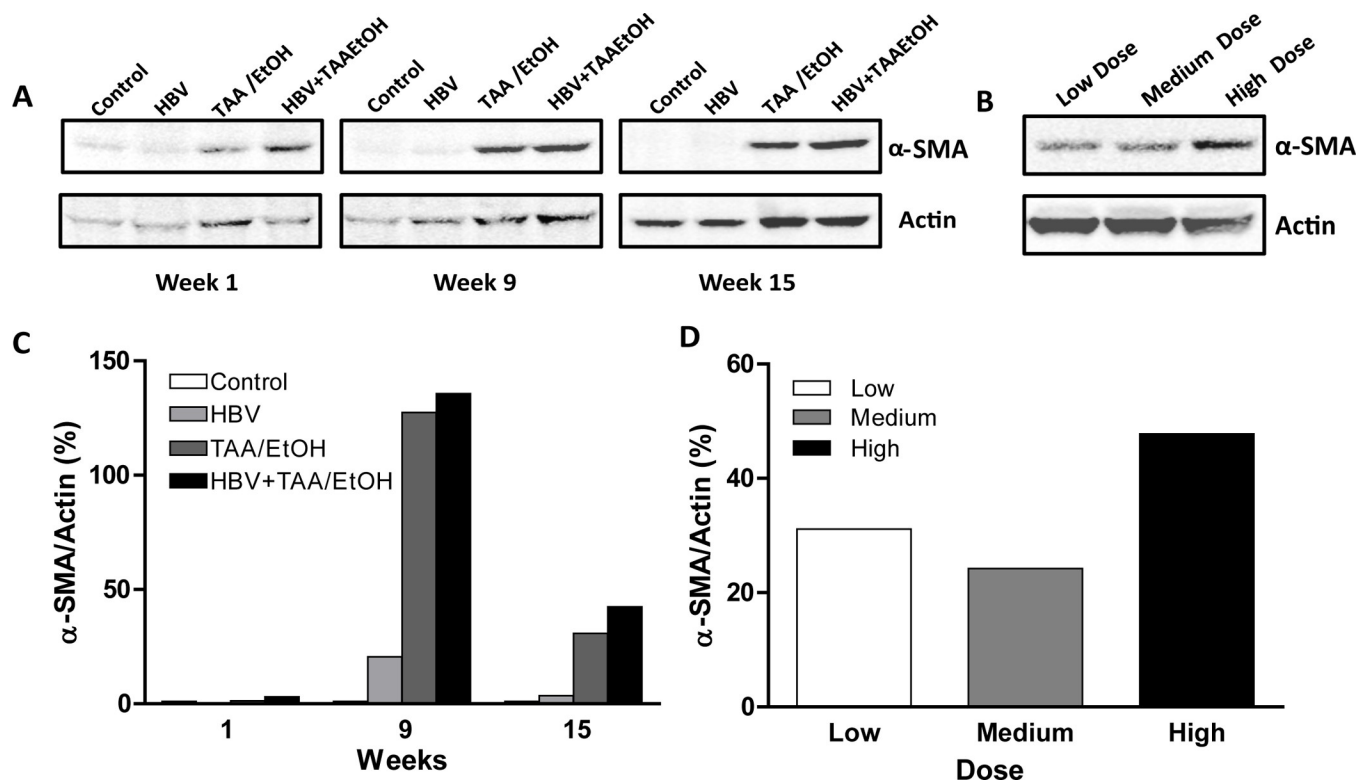 A
Control
HBV
TAA /EtOH
HBV+TAAEtOH
Control
HBV
TAA /EtOH
HBV+TAAEtOH
Control
HBV
TAA /EtOH
HBV+TAAEtOH
α-SMA
Actin
Week 1
Week 9
Week 15
B
Low Dose
Medium Dose
High Dose
α-SMA
Actin
C
α-SMA/Actin (%)
150
100
50
0
Control
HBV
TAA/EtOH
HBV+TAA/EtOH
1
9
15
Weeks
D
α-SMA/Actin (%)
60
40
20
0
Low
Medium
High
Low
Medium
High
Dose